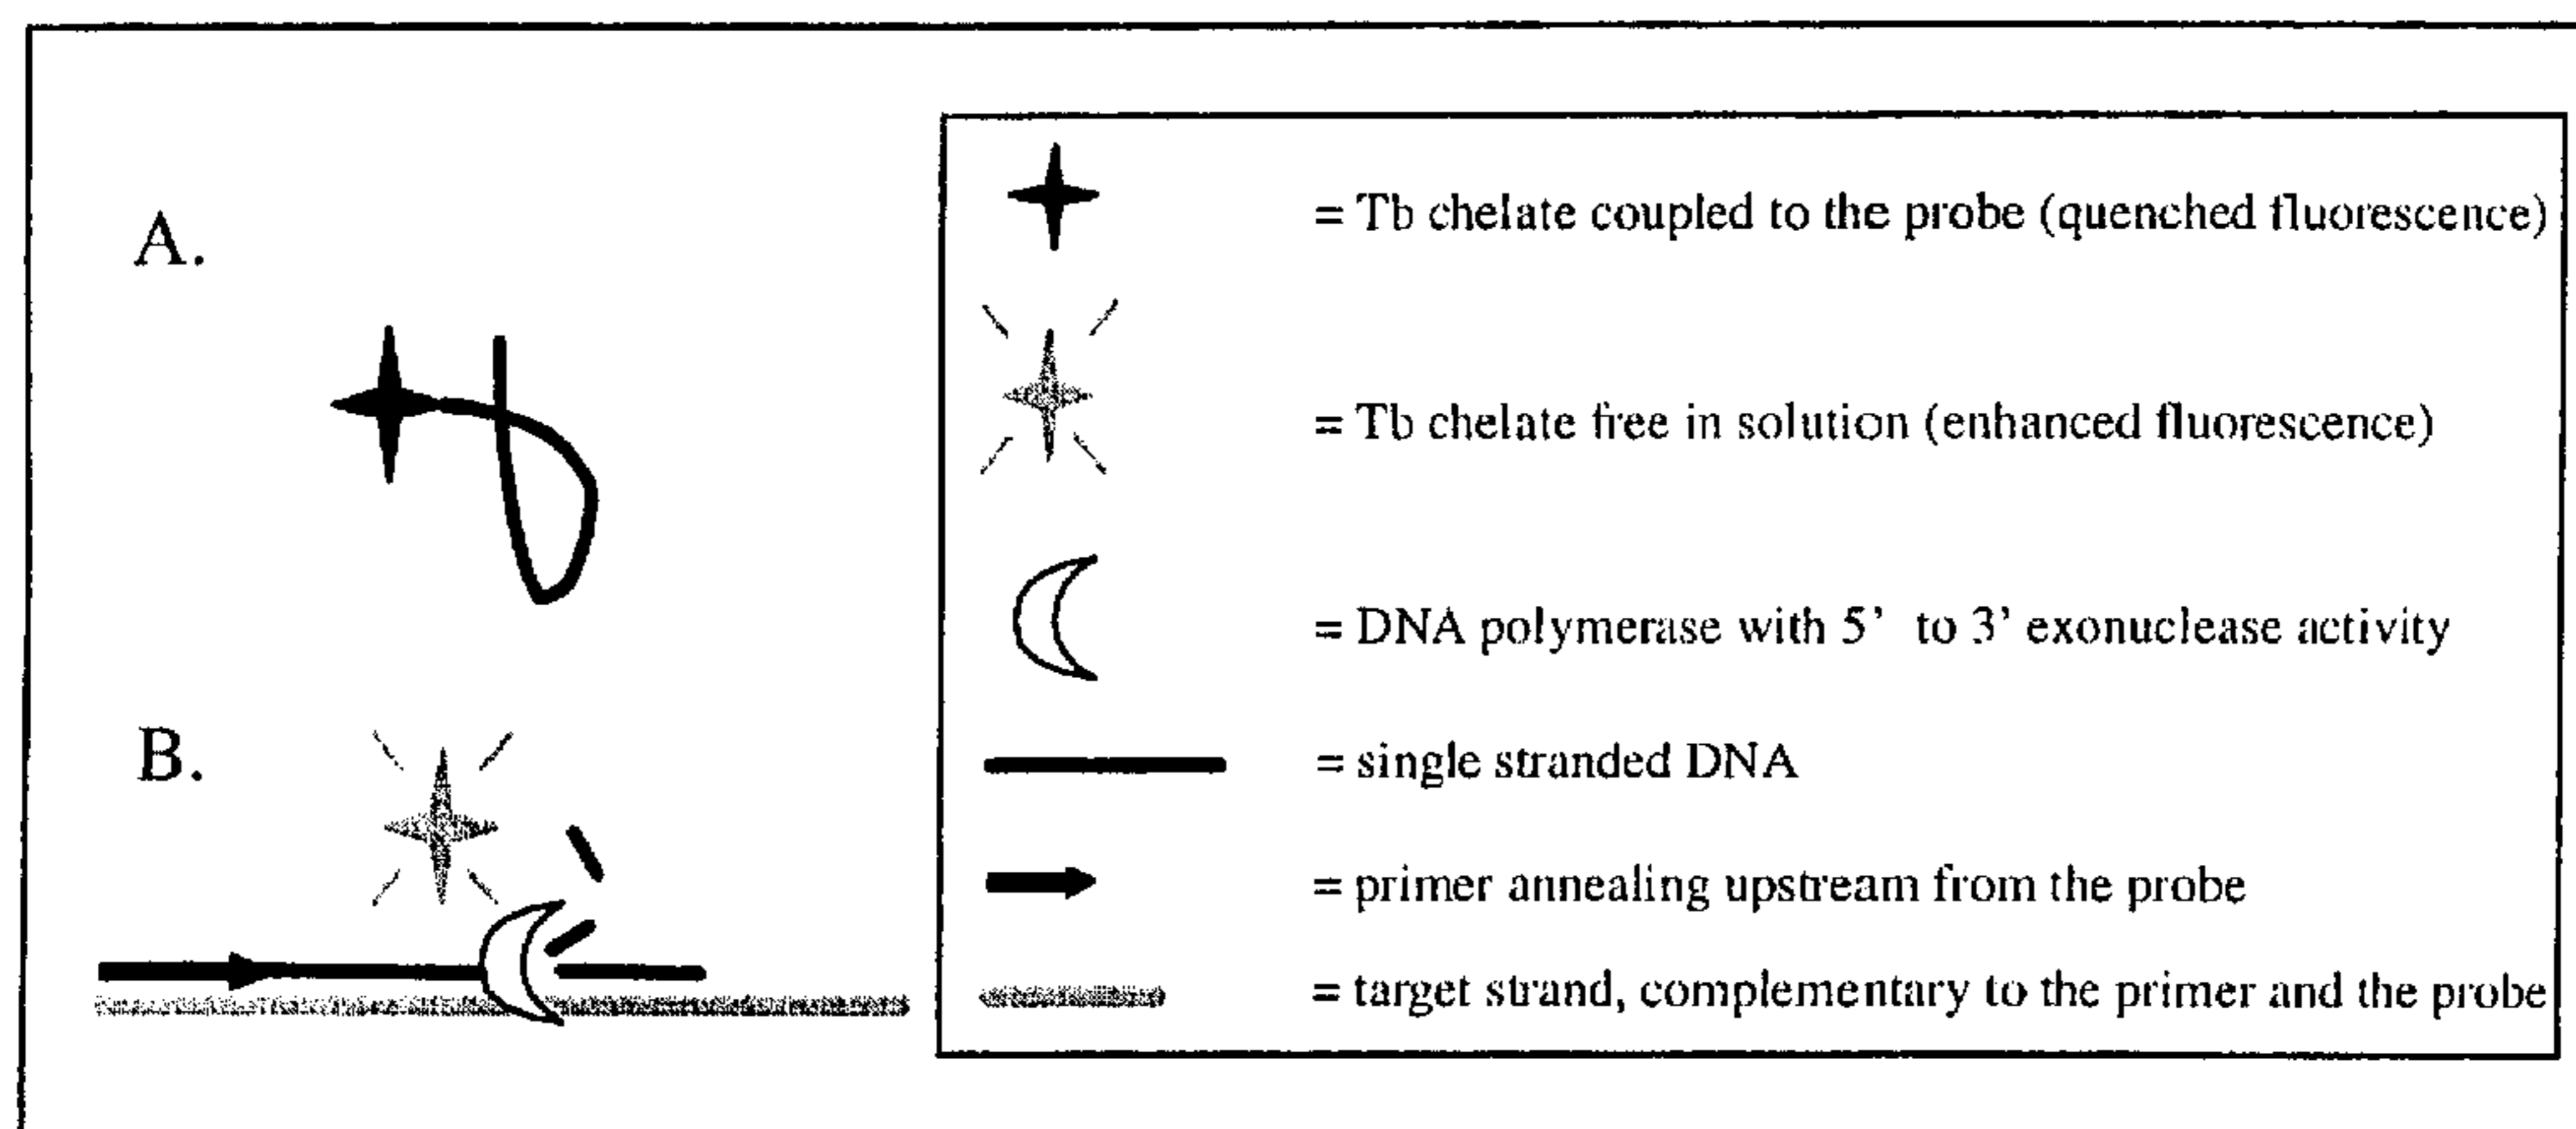 A.
= Tb chelate coupled to the probe (quenched fluorescence)
= Tb chelate free in solution (enhanced fluorescence)
= DNA polymerase with 5' to 3' exonuclease activity
B.
= single stranded DNA
= primer annealing upstream from the probe
= target strand, complementary to the primer and the probe